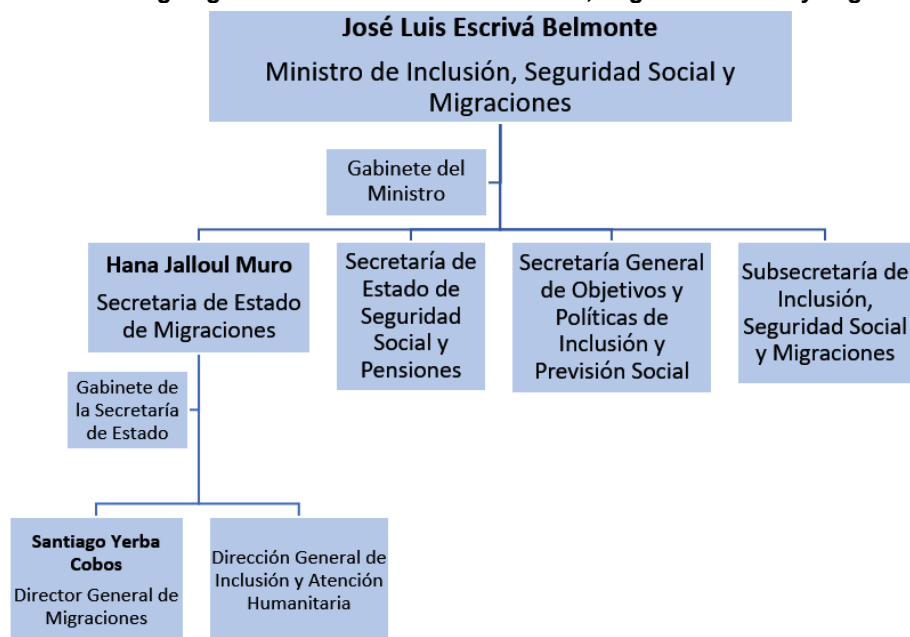 José Luis Escrivá Belmonte
Ministro de Inclusión, Seguridad Social y
Migraciones
Gabinete del
Ministro
Hana Jalloul Muro
Secretaria de Estado
de Migraciones
Secretaría de
Estado de
Seguridad
Social y
Pensiones
Secretaría General
de Objetivos y
Políticas de
Inclusión y
Previsión Social
Subsecretaría de
Inclusión,
Seguridad Social
y Migraciones
Gabinete de
la Secretaría
de Estado
Santiago Yerba
Cobos
Director General de
Migraciones
Dirección General de
Inclusión y Atención
Humanitaria